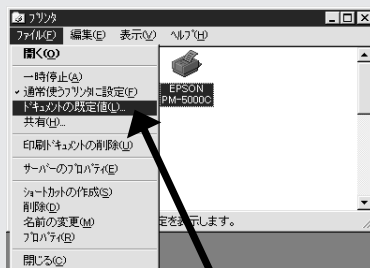 プリンタ
ファイル(F) 編集(E) 表示(V) ヘルプ(H)
開く(O)
一時停止(A)
通常使うプリンタに設定(F)
ドキュメントの既定値(L)...
共有(H)...
印刷ドキュメントの削除(U)
サーバーのプロパティ(E)
ショートカットの作成(S)
削除(D)
名前の変更(M)
プロパティ(R)
閉じる(C)
EPSON
PM-5000C
定を表示します。